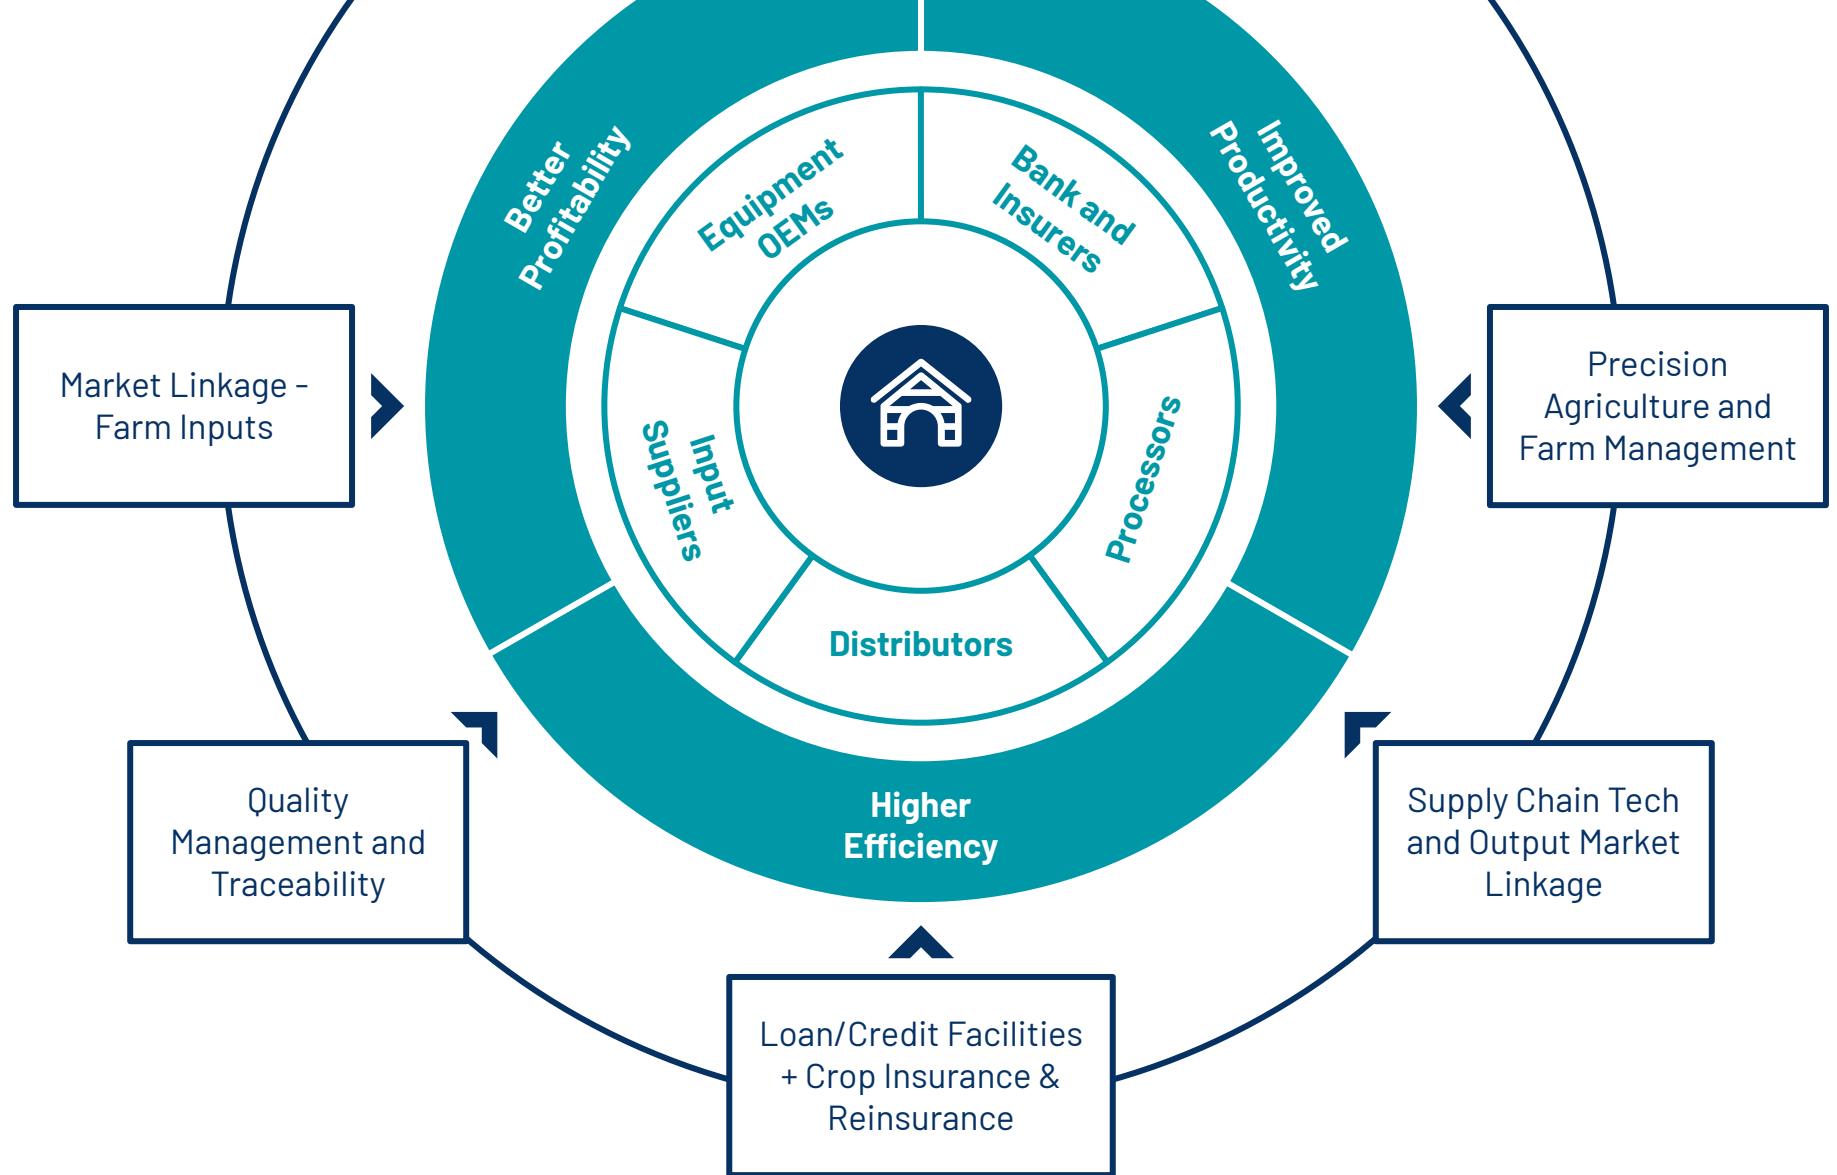 Better
Profitability
Improved
Productivity
Equipment
OEMs
Bank and
Insurers
Market Linkage -
Farm Inputs
Precision
Agriculture and
Farm Management
Input
Suppliers
Processors
Distributors
Higher
Efficiency
Quality
Management and
Traceability
Supply Chain Tech
and Output Market
Linkage
Loan/Credit Facilities
+ Crop Insurance &
Reinsurance